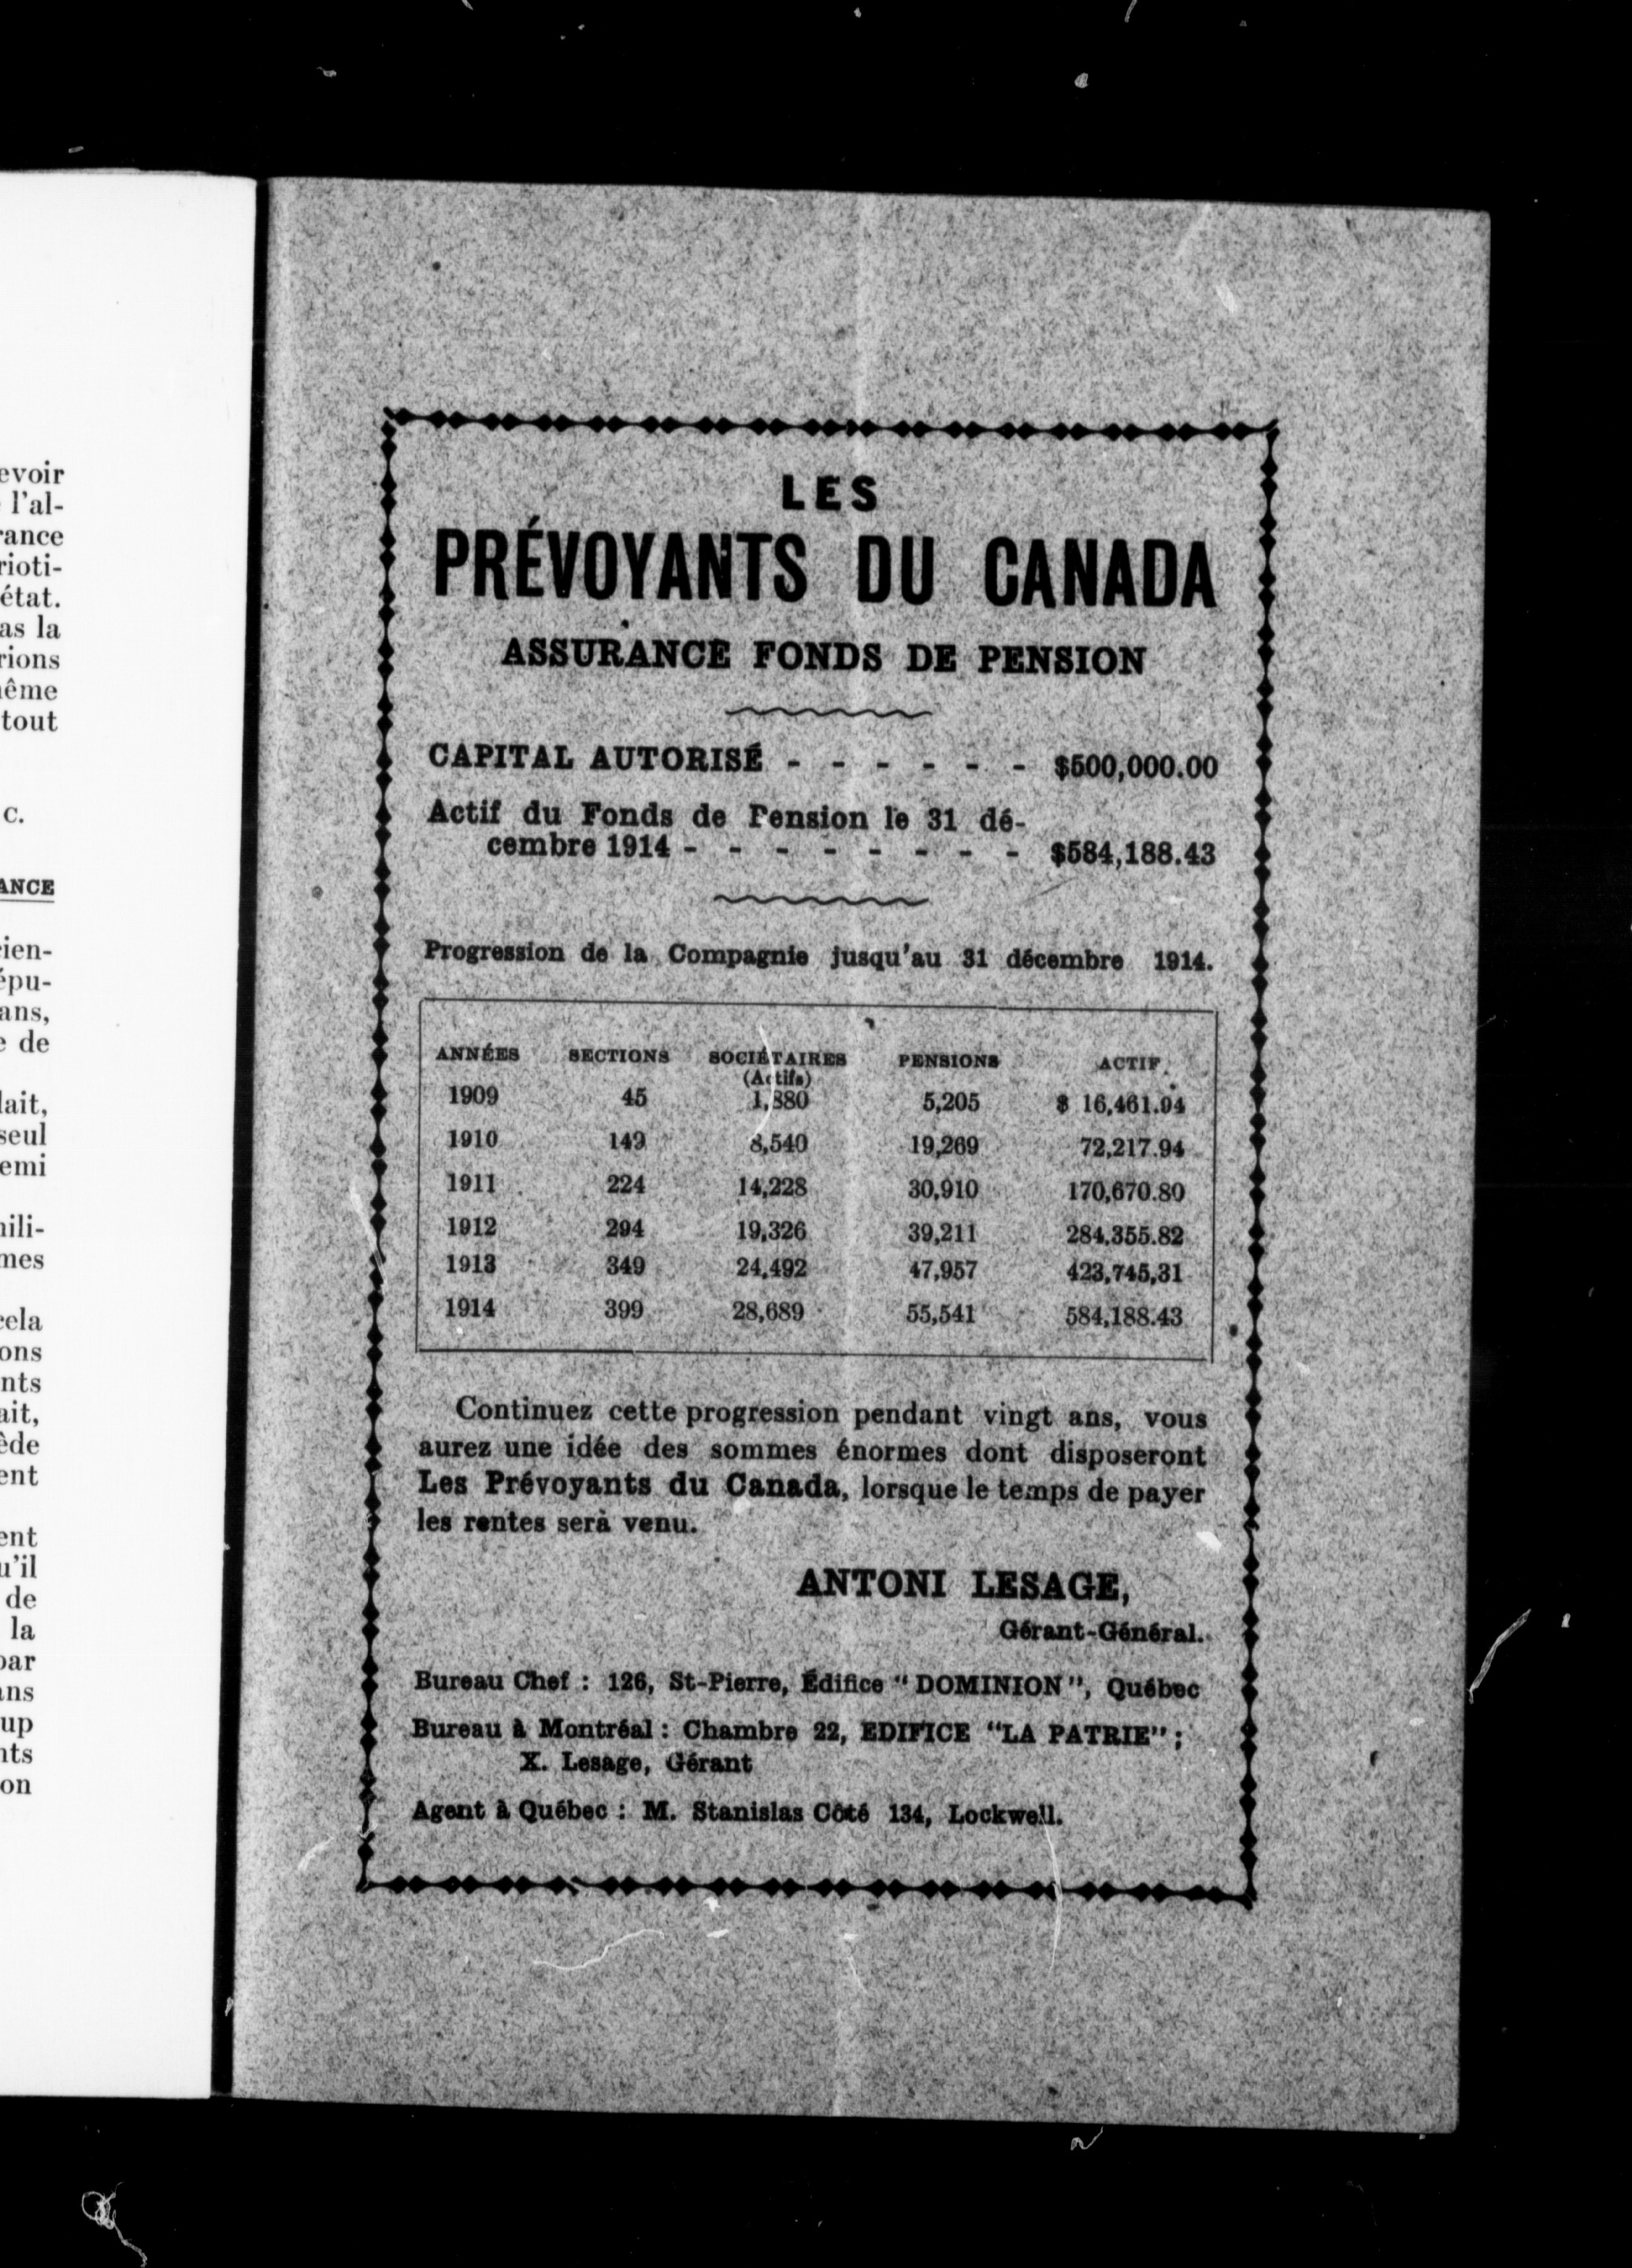 evoir
l'al-
rance
rioti-
état.
as la
rions
ême
tout
C.
ANCE
ien-
épu-
ans,
de
lait,
seul
emi
ili-
mes
cela
ons
nts
ait,
ède
ent
ent
u'il
de
la
par
ans
up
nts
on
LES
PRÉVOYANTS DU CANADA
ASSURANCE FONDS DE PENSION
CAPITAL AUTORISÉ - - - - - - $500,000.00
Actif du Fonds de Pension le 31 dé-
cembre 1914 - - - - - - - - $584,188.43
Progression de la Compagnie jusqu'au 31 décembre 1914.
ANNÉES SECTIONS SOCIÉTAIRES PENSIONS ACTIF
(Actifs)
1909 45 1,880 5,205 $ 16,461.94
1910 149 8,540 19,269 72,217.94
1911 224 14,228 30,910 170,670.80
1912 294 19,326 39,211 284,355.82
1913 349 24,492 47,957 423,745,31
1914 399 28,689 55,541 584,188.43
Continuez cette progression pendant vingt ans, vous
aurez une idée des sommes énormes dont disposeront
Les Prévoyants du Canada, lorsque le temps de payer
les rentes sera venu.
ANTONI LESAGE,
Gérant-Général.
Bureau Chef : 126, St-Pierre, Édifice "DOMINION", Québec
Bureau à Montréal : Chambre 22, EDIFICE "LA PATRIE" ;
X. Lesage, Gérant
Agent à Québec : M. Stanislas Côté 134, Lockwell.